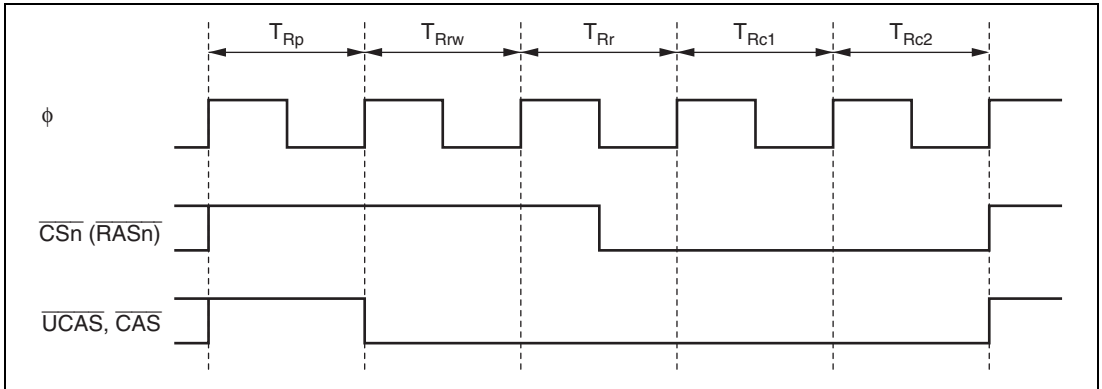 TRp TRrw TRr TRc1 TRc2
ϕ
CSn (RASn)
UCAS, CAS